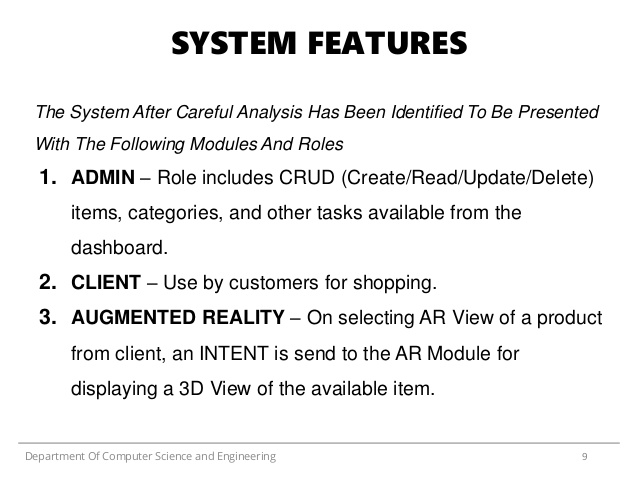 SYSTEM FEATURES
The System After Careful Analysis Has Been Identified To Be Presented
With The Following Modules And Roles
1. ADMIN – Role includes CRUD (Create/Read/Update/Delete)
items, categories, and other tasks available from the
dashboard.
2. CLIENT – Use by customers for shopping.
3. AUGMENTED REALITY – On selecting AR View of a product
from client, an INTENT is send to the AR Module for
displaying a 3D View of the available item.
Department Of Computer Science and Engineering 9